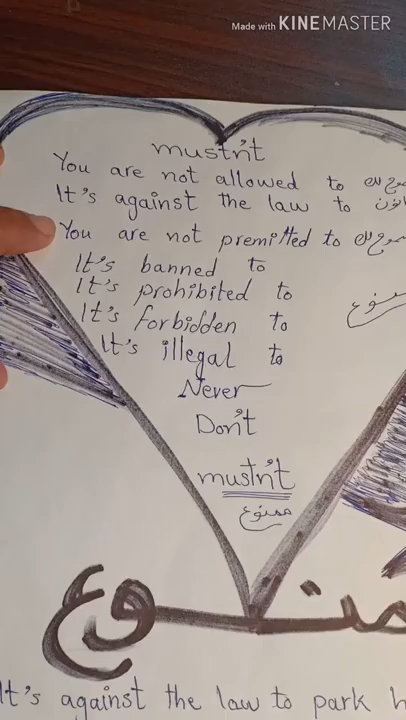 Made with KINEMASTER
mustn't
You are not allowed to
It's against the law to
You are not premitted to
It's banned to
It's prohibited to
It's forbidden to
It's illegal to
Never
Don't
mustn't
ممنوع
ممنوع
It's against the law to park